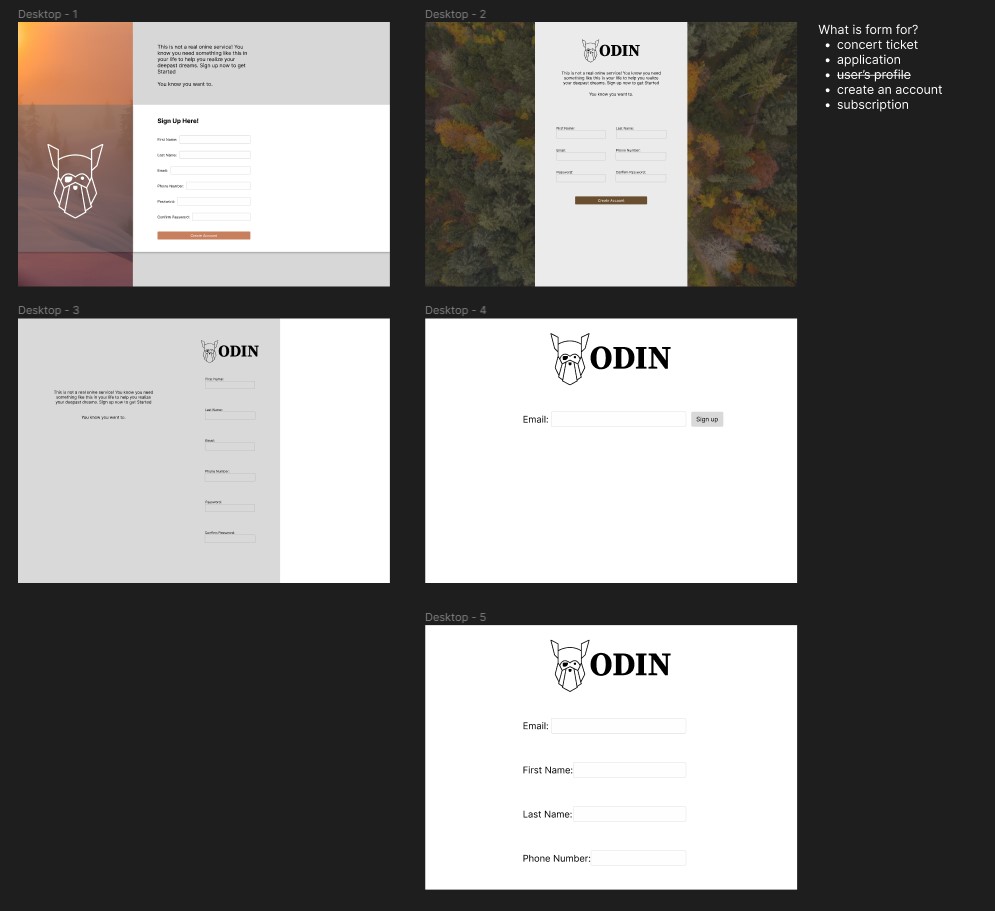 Desktop - 1
This is not a real online service! You
know you need something like this in
your life to help you realize your
deepast dreams. Sign up now to get
Started
You know you want to.
Sign Up Here!
First Name:
Last Name:
Email:
Phone Number:
Password:
Confirm Password:
Create Account
Desktop - 2
ODIN
This is not a real online service! You know you need
something like this in your life to help you realize
your deepast dreams. Sign up now to get Started
You know you want to.
First Name:
Last Name:
Email:
Phone Number:
Password:
Confirm Password:
Create Account
What is form for?
concert ticket
application
user's profile
create an account
subscription
Desktop - 3
ODIN
This is not a real online service! You know you need
something like this in your life to help you realize
your deepast dreams. Sign up now to get Started
You know you want to.
First Name:
Last Name:
Email:
Phone Number:
Password:
Confirm Password:
Desktop - 4
ODIN
Email:
Sign up
Desktop - 5
ODIN
Email:
First Name:
Last Name:
Phone Number: